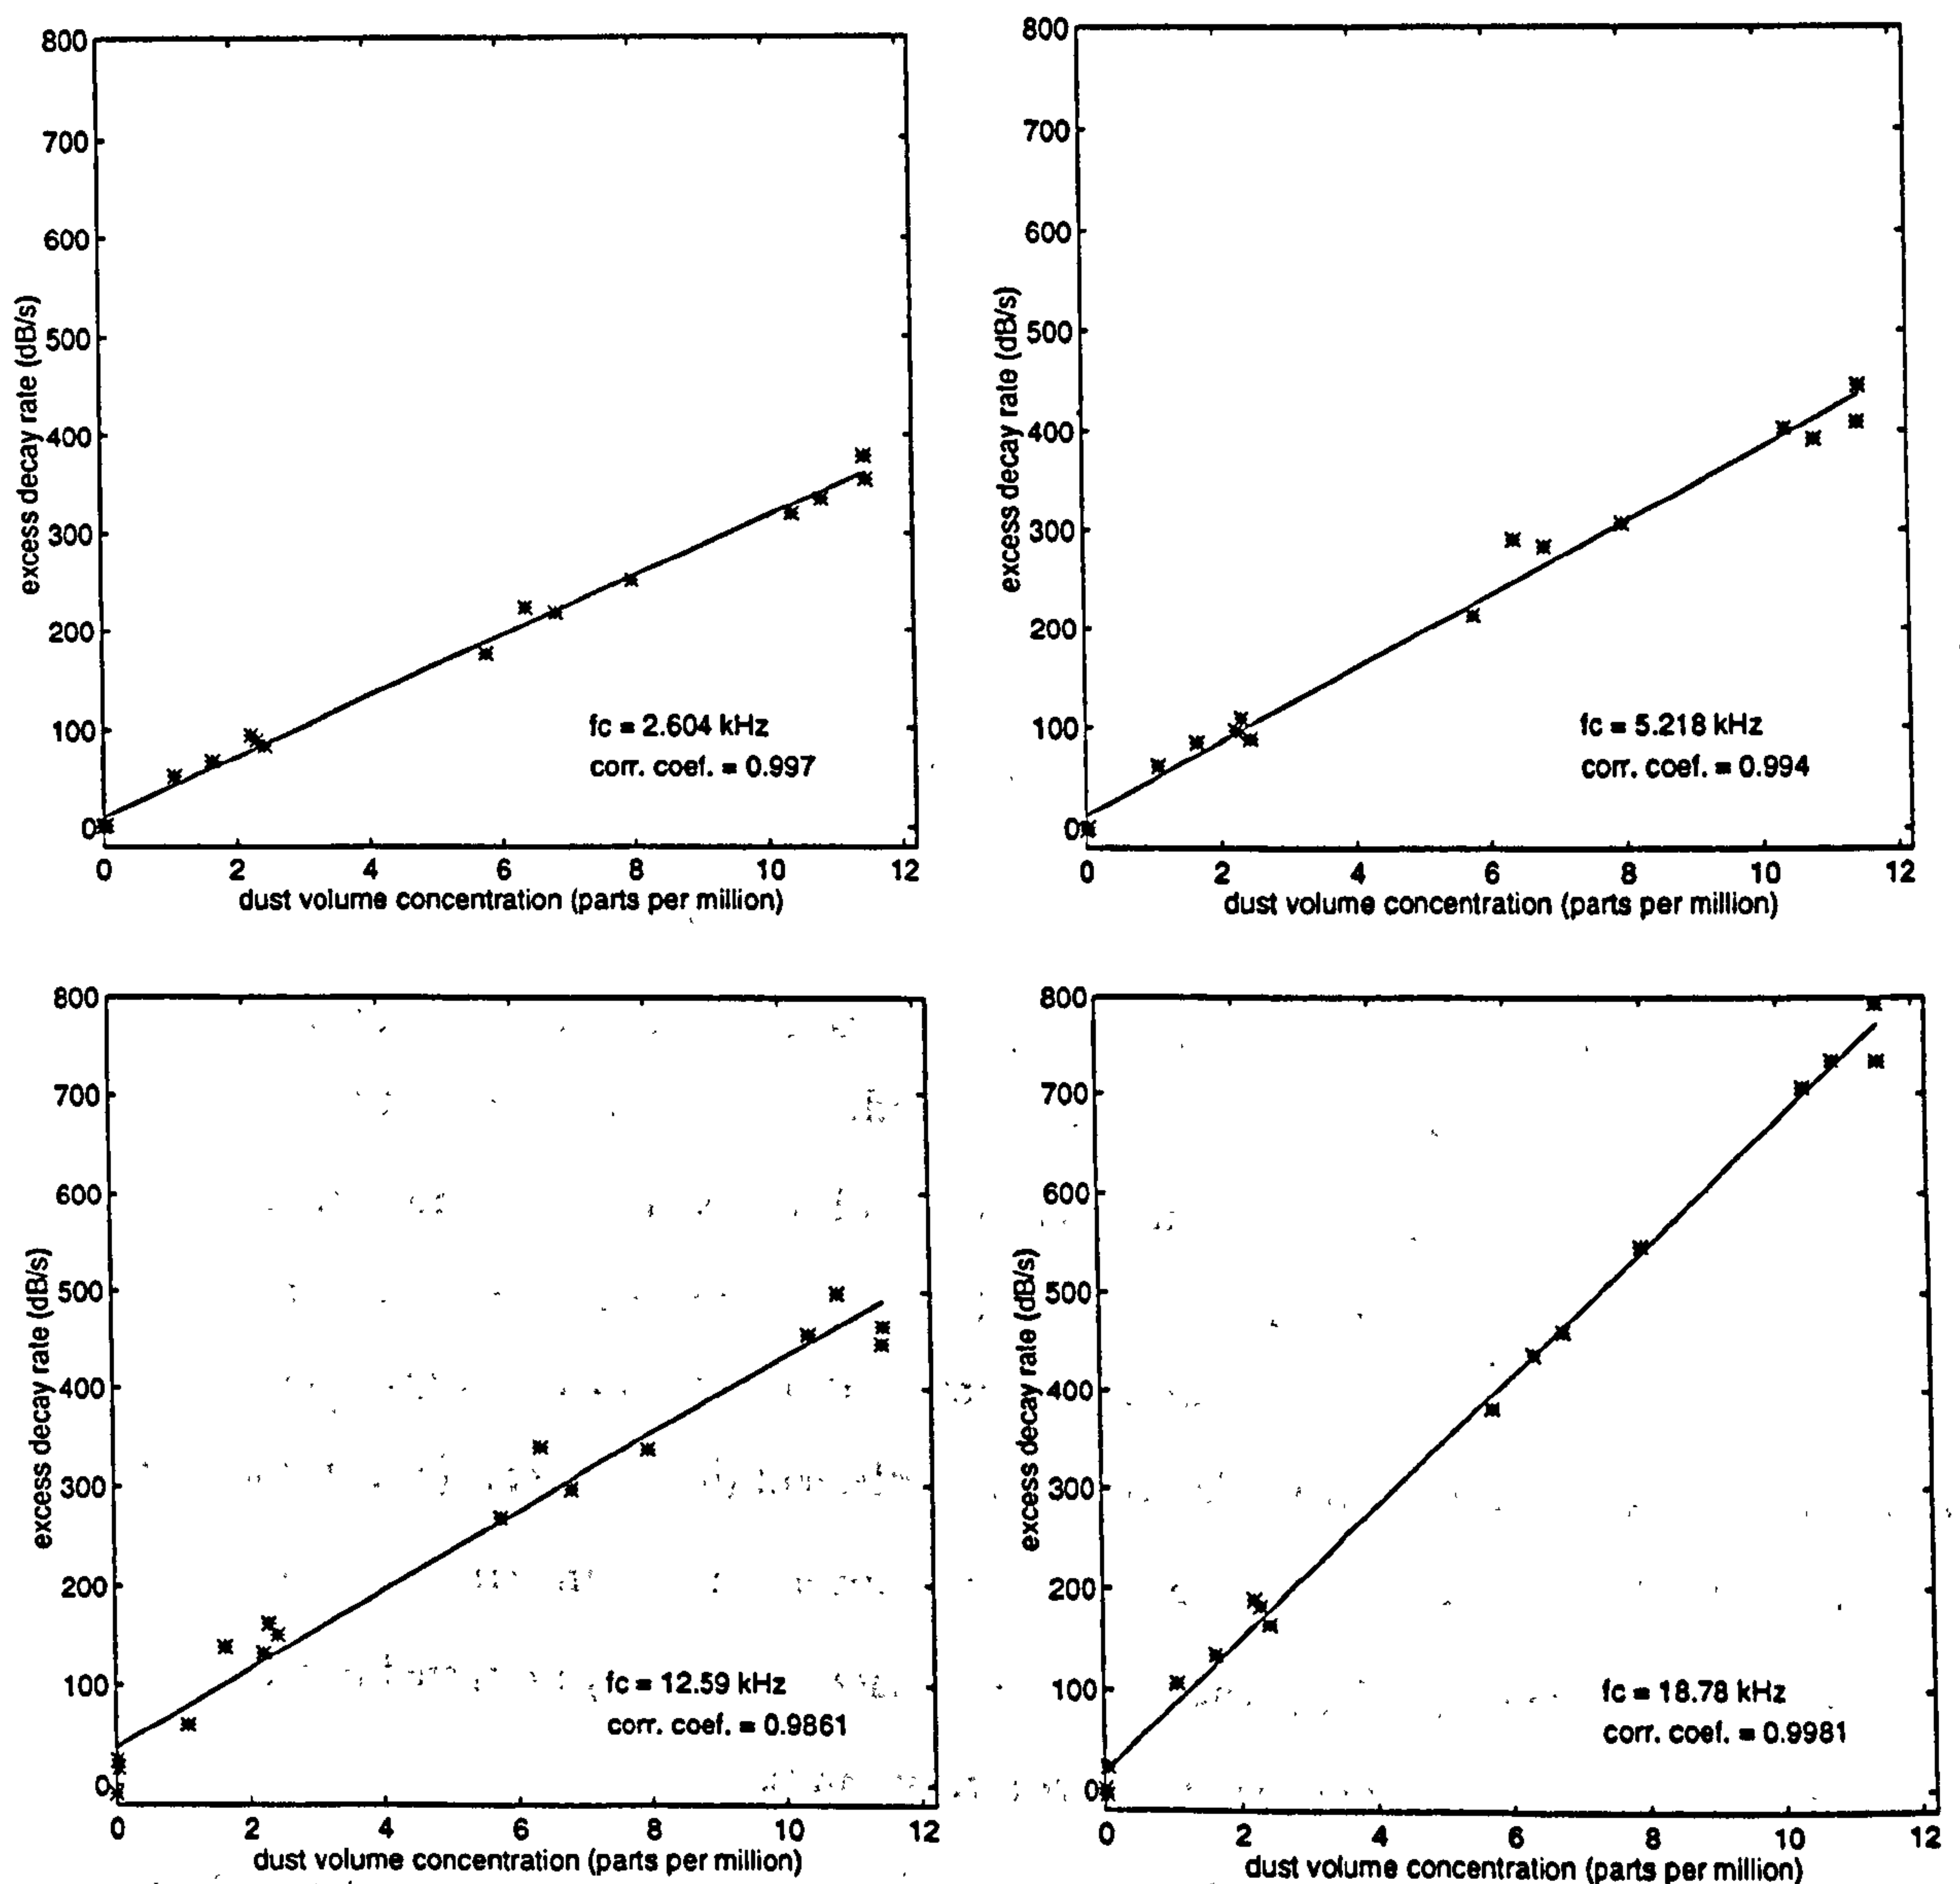 800
700
600
500
400
300
200
100
0
0 2 4 6 8 10 12
excess decay rate (dB/s)
dust volume concentration (parts per million)
fc = 2.604 kHz
corr. coef. = 0.997
800
700
600
500
400
300
200
100
0
0 2 4 6 8 10 12
excess decay rate (dB/s)
dust volume concentration (parts per million)
fc = 5.218 kHz
corr. coef. = 0.994
800
700
600
500
400
300
200
100
0
0 2 4 6 8 10 12
excess decay rate (dB/s)
dust volume concentration (parts per million)
fc = 12.59 kHz
corr. coef. = 0.9861
800
700
600
500
400
300
200
100
0
0 2 4 6 8 10 12
excess decay rate (dB/s)
dust volume concentration (parts per million)
fc = 18.78 kHz
corr. coef. = 0.9981